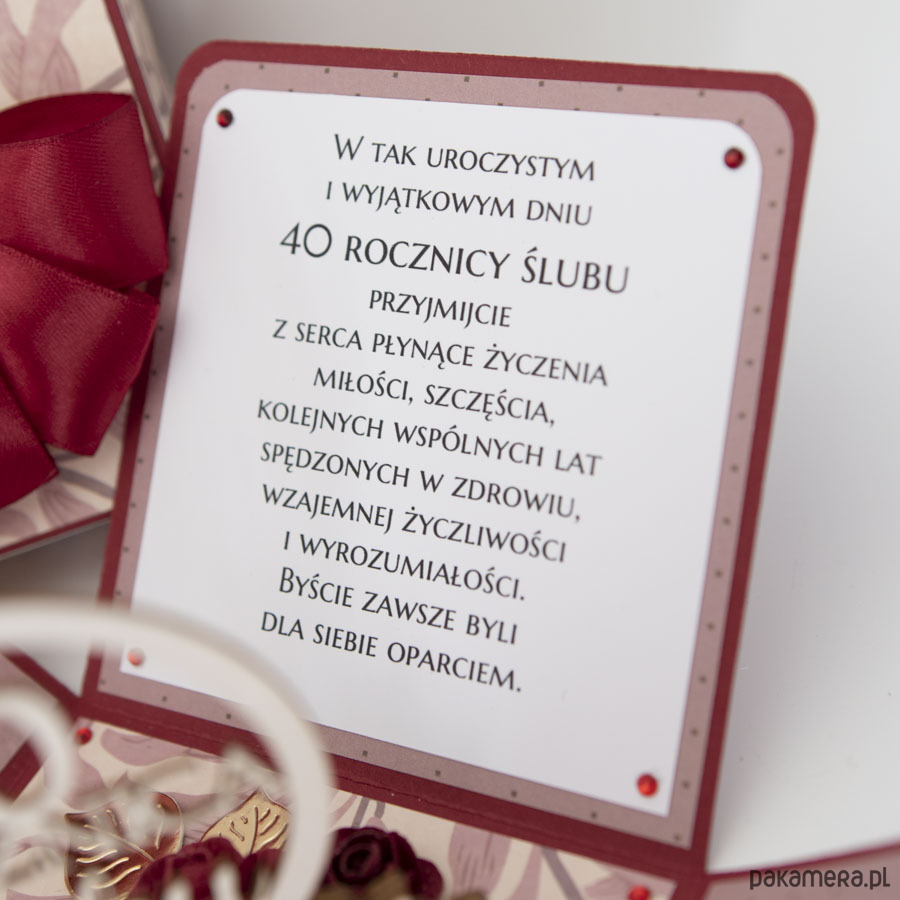 W TAK UROCZYSTYM
I WYJĄTKOWYM DNIU
40 ROCZNICY ŚLUBU
PRZYJMIJCIE
Z SERCA PŁYNĄCE ŻYCZENIA
MIŁOŚCI, SZCZĘŚCIA,
KOLEJNYCH WSPÓLNYCH LAT
SPĘDZONYCH W ZDROWIU,
WZAJEMNEJ ŻYCZLIWOŚCI
I WYROZUMIAŁOŚCI.
BYŚCIE ZAWSZE BYLI
DLA SIEBIE OPARCIEM.
pakamera.pl